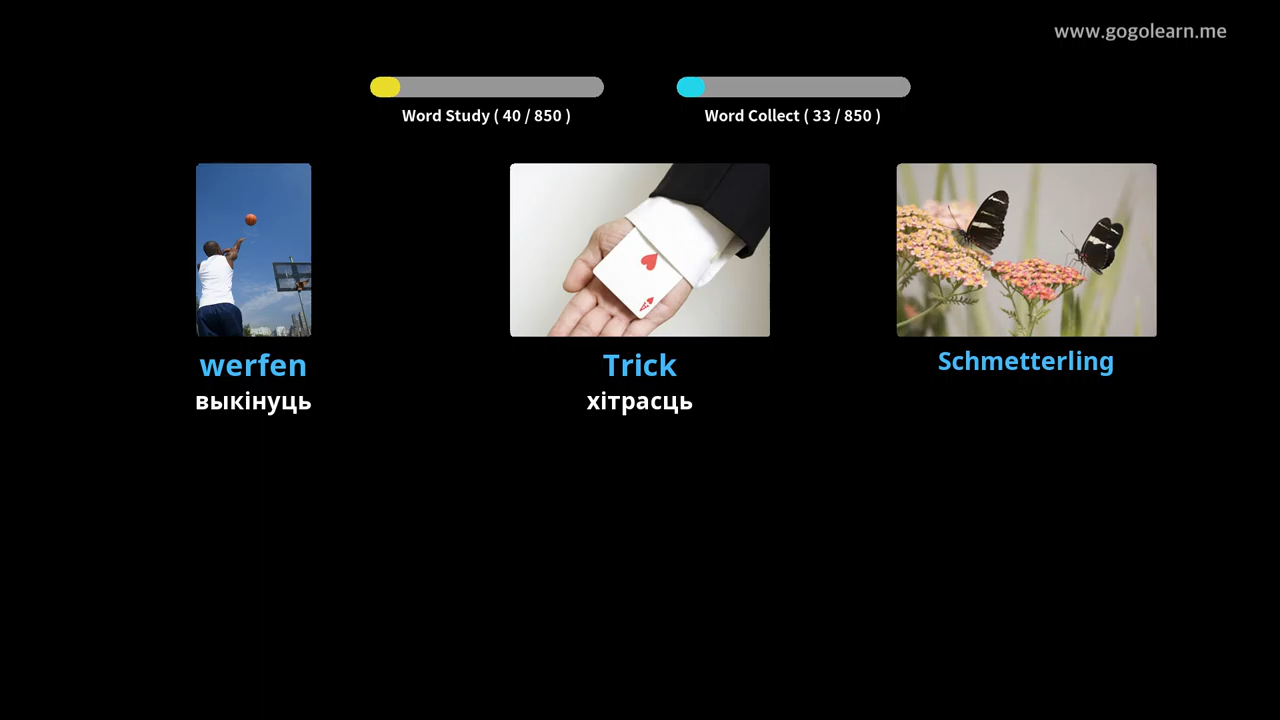 www.gogolearn.me
Word Study ( 40 / 850 )
Word Collect ( 33 / 850 )
werfen
выкінуць
Trick
хітрасць
Schmetterling